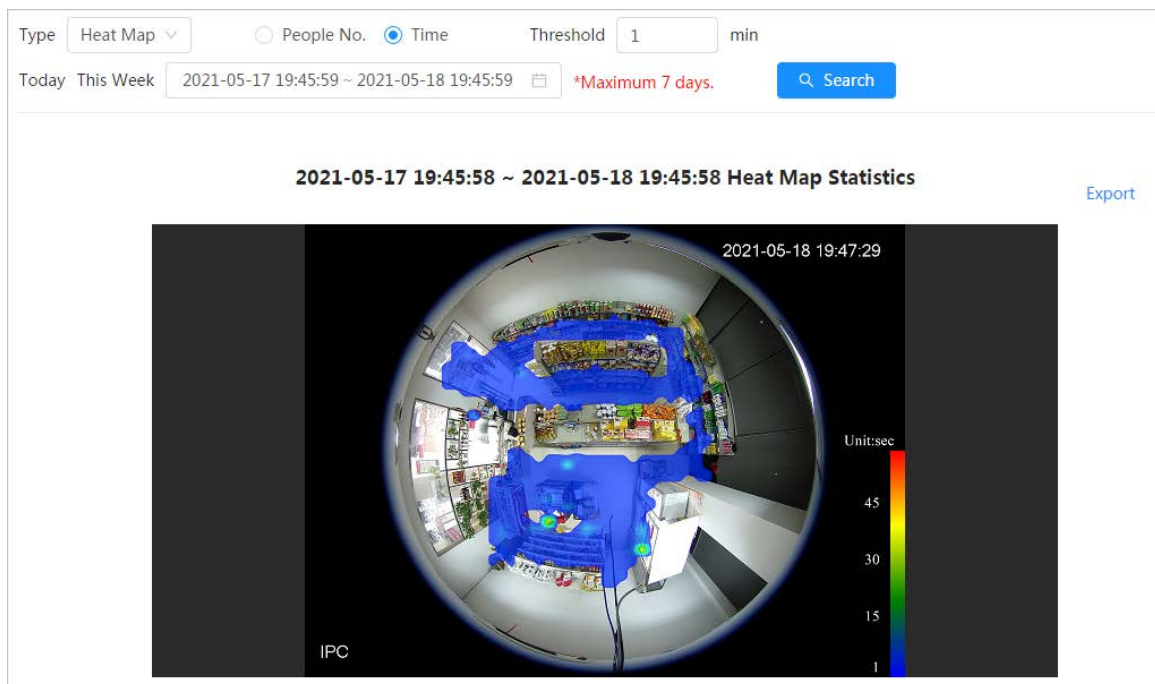 Type Heat Map People No. Time Threshold 1 min
Today This Week 2021-05-17 19:45:59 ~ 2021-05-18 19:45:59 *Maximum 7 days. Search
2021-05-17 19:45:58 ~ 2021-05-18 19:45:58 Heat Map Statistics
Export
2021-05-18 19:47:29
Unit:sec
45
30
15
1
IPC